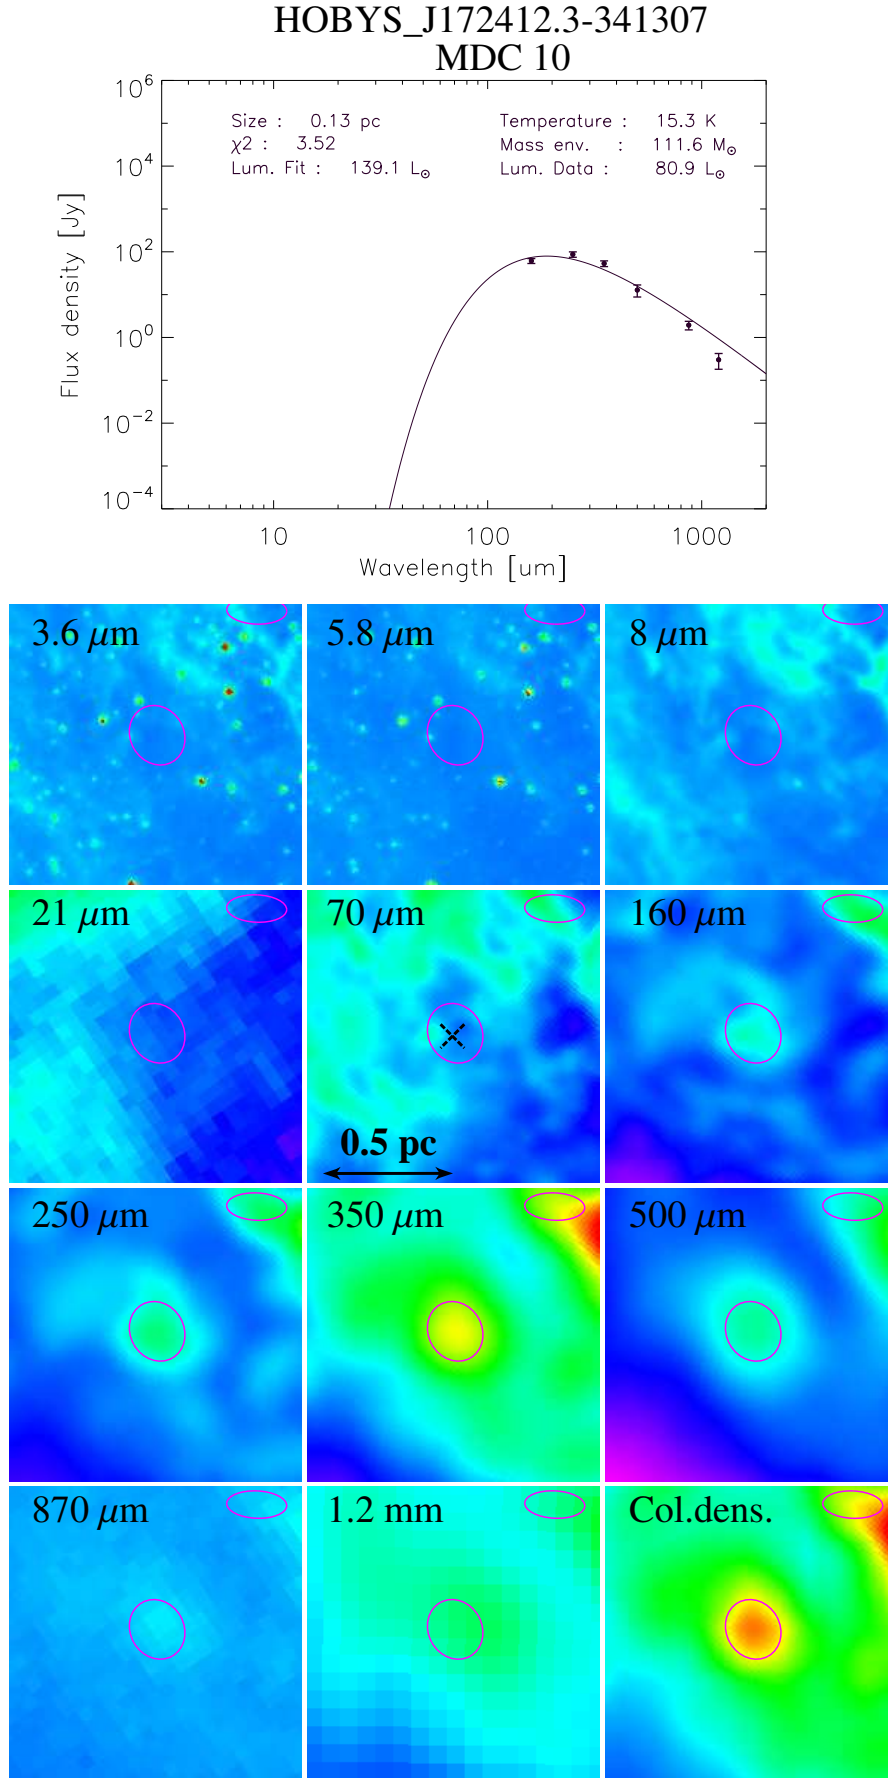 HOBYS_J172412.3-341307
MDC 10
Size : 0.13 pc
χ2 : 3.52
Lum. Fit : 139.1 L⊙
Temperature : 15.3 K
Mass env. : 111.6 M⊙
Lum. Data : 80.9 L⊙
Flux density [Jy]
10^6
10^4
10^2
10^0
10^-2
10^-4
10
100
1000
Wavelength [um]
3.6 μm
5.8 μm
8 μm
21 μm
70 μm
160 μm
0.5 pc
250 μm
350 μm
500 μm
870 μm
1.2 mm
Col.dens.